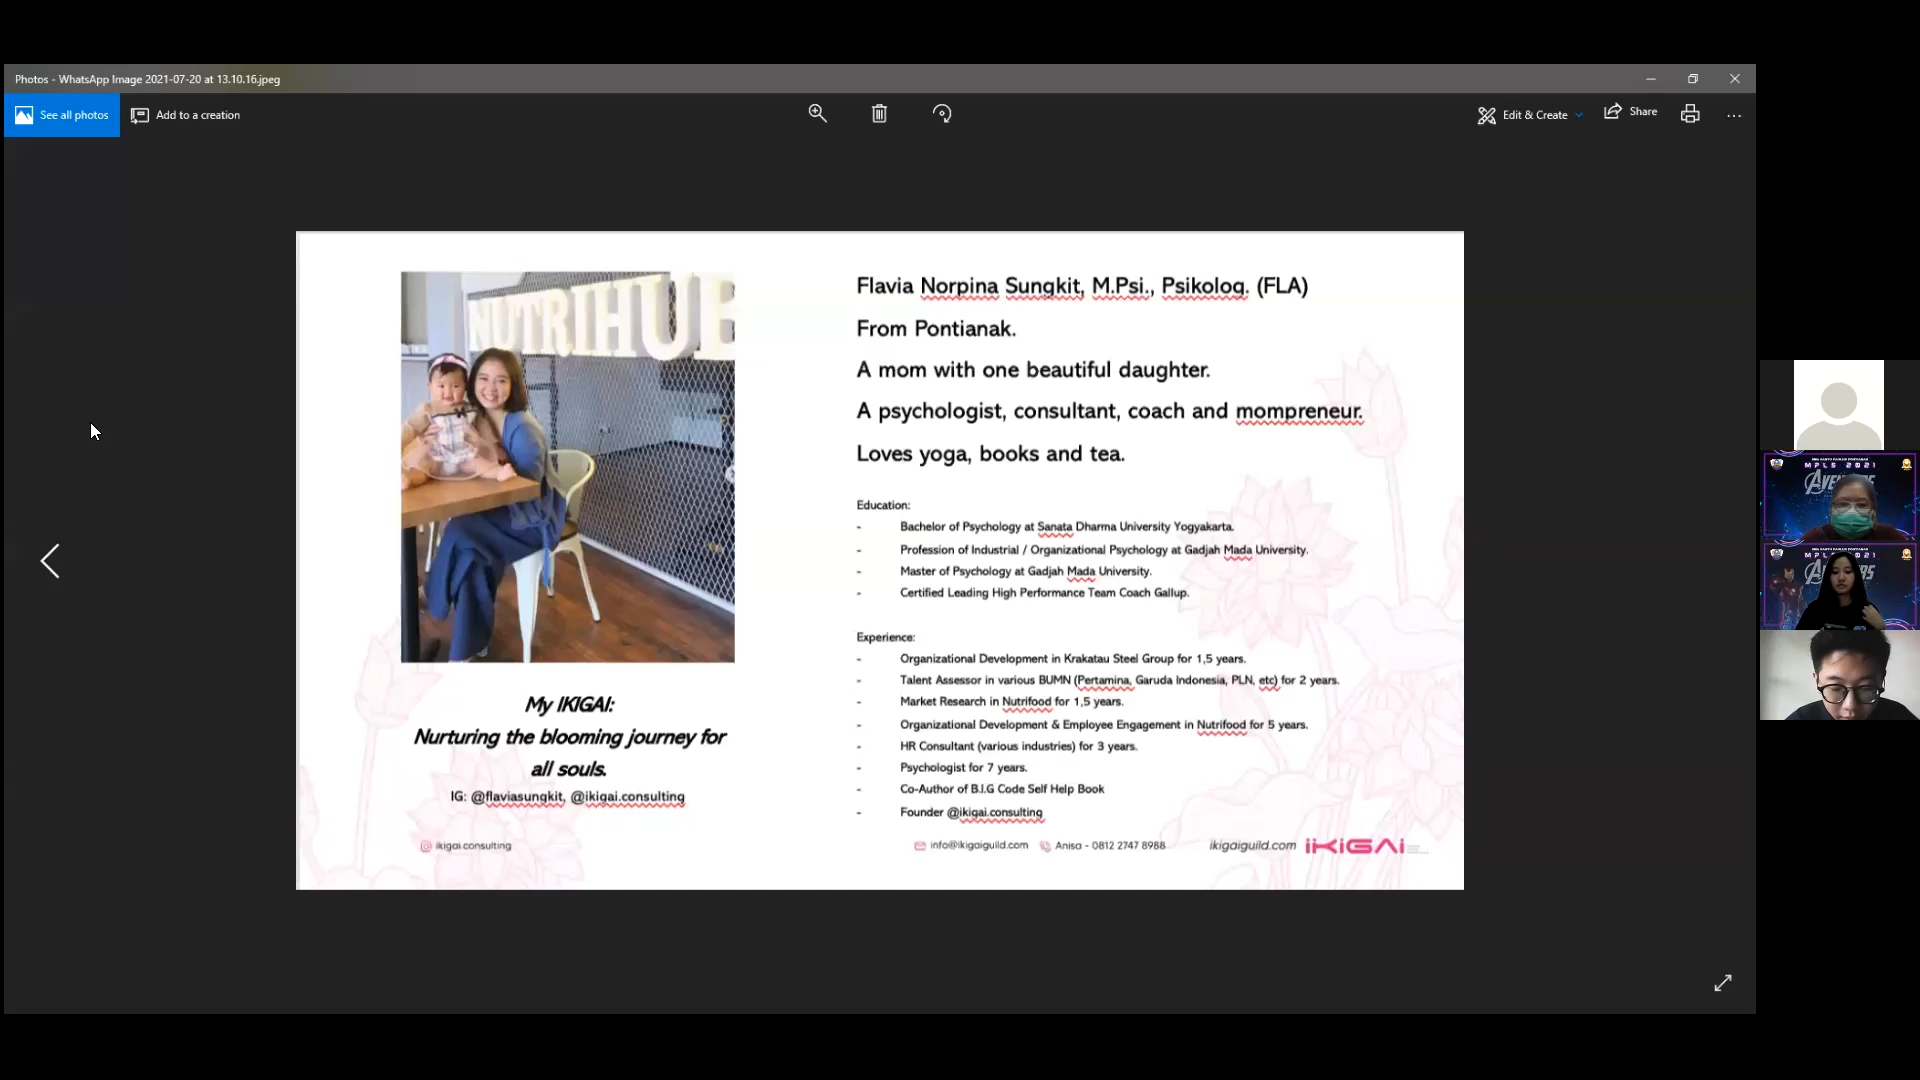 Photos - WhatsApp Image 2021-07-20 at 13.10.16.jpeg
See all photos
Add to a creation
Edit & Create
Share
NUTRIHUB
My IKIGAI:
Nurturing the blooming journey for
all souls.
IG: @flaviasungkit, @ikigai.consulting
ikigai.consulting
Flavia Norpina Sungkit, M.Psi., Psikolog. (FLA)
From Pontianak.
A mom with one beautiful daughter.
A psychologist, consultant, coach and mompreneur.
Loves yoga, books and tea.
Education:
- Bachelor of Psychology at Sanata Dharma University Yogyakarta.
- Profession of Industrial / Organizational Psychology at Gadjah Mada University.
- Master of Psychology at Gadjah Mada University.
- Certified Leading High Performance Team Coach Gallup.
Experience:
- Organizational Development in Krakatau Steel Group for 1,5 years.
- Talent Assessor in various BUMN (Pertamina, Garuda Indonesia, PLN, etc) for 2 years.
- Market Research in Nutrifood for 1,5 years.
- Organizational Development & Employee Engagement in Nutrifood for 5 years.
- HR Consultant (various industries) for 3 years.
- Psychologist for 7 years.
- Co-Author of B.I.G Code Self Help Book
- Founder @ikigai.consulting
info@ikigaiguild.com Anisa - 0812 2747 8988 ikigaiguild.com iKiGAi
MPLS 2021